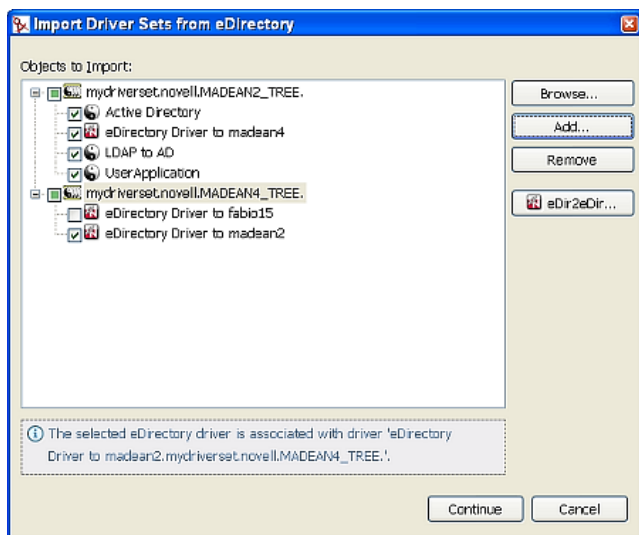 Import Driver Sets from eDirectory
Objects to Import:
mydriverset.novell.MADEAN2_TREE.
Active Directory
eDirectory Driver to madean4
LDAP to AD
UserApplication
mydriverset.novell.MADEAN4_TREE.
eDirectory Driver to fabio15
eDirectory Driver to madean2
Browse...
Add...
Remove
eDir2eDir...
The selected eDirectory driver is associated with driver 'eDirectory
Driver to madean2.mydriverset.novell.MADEAN4_TREE.'.
Continue
Cancel